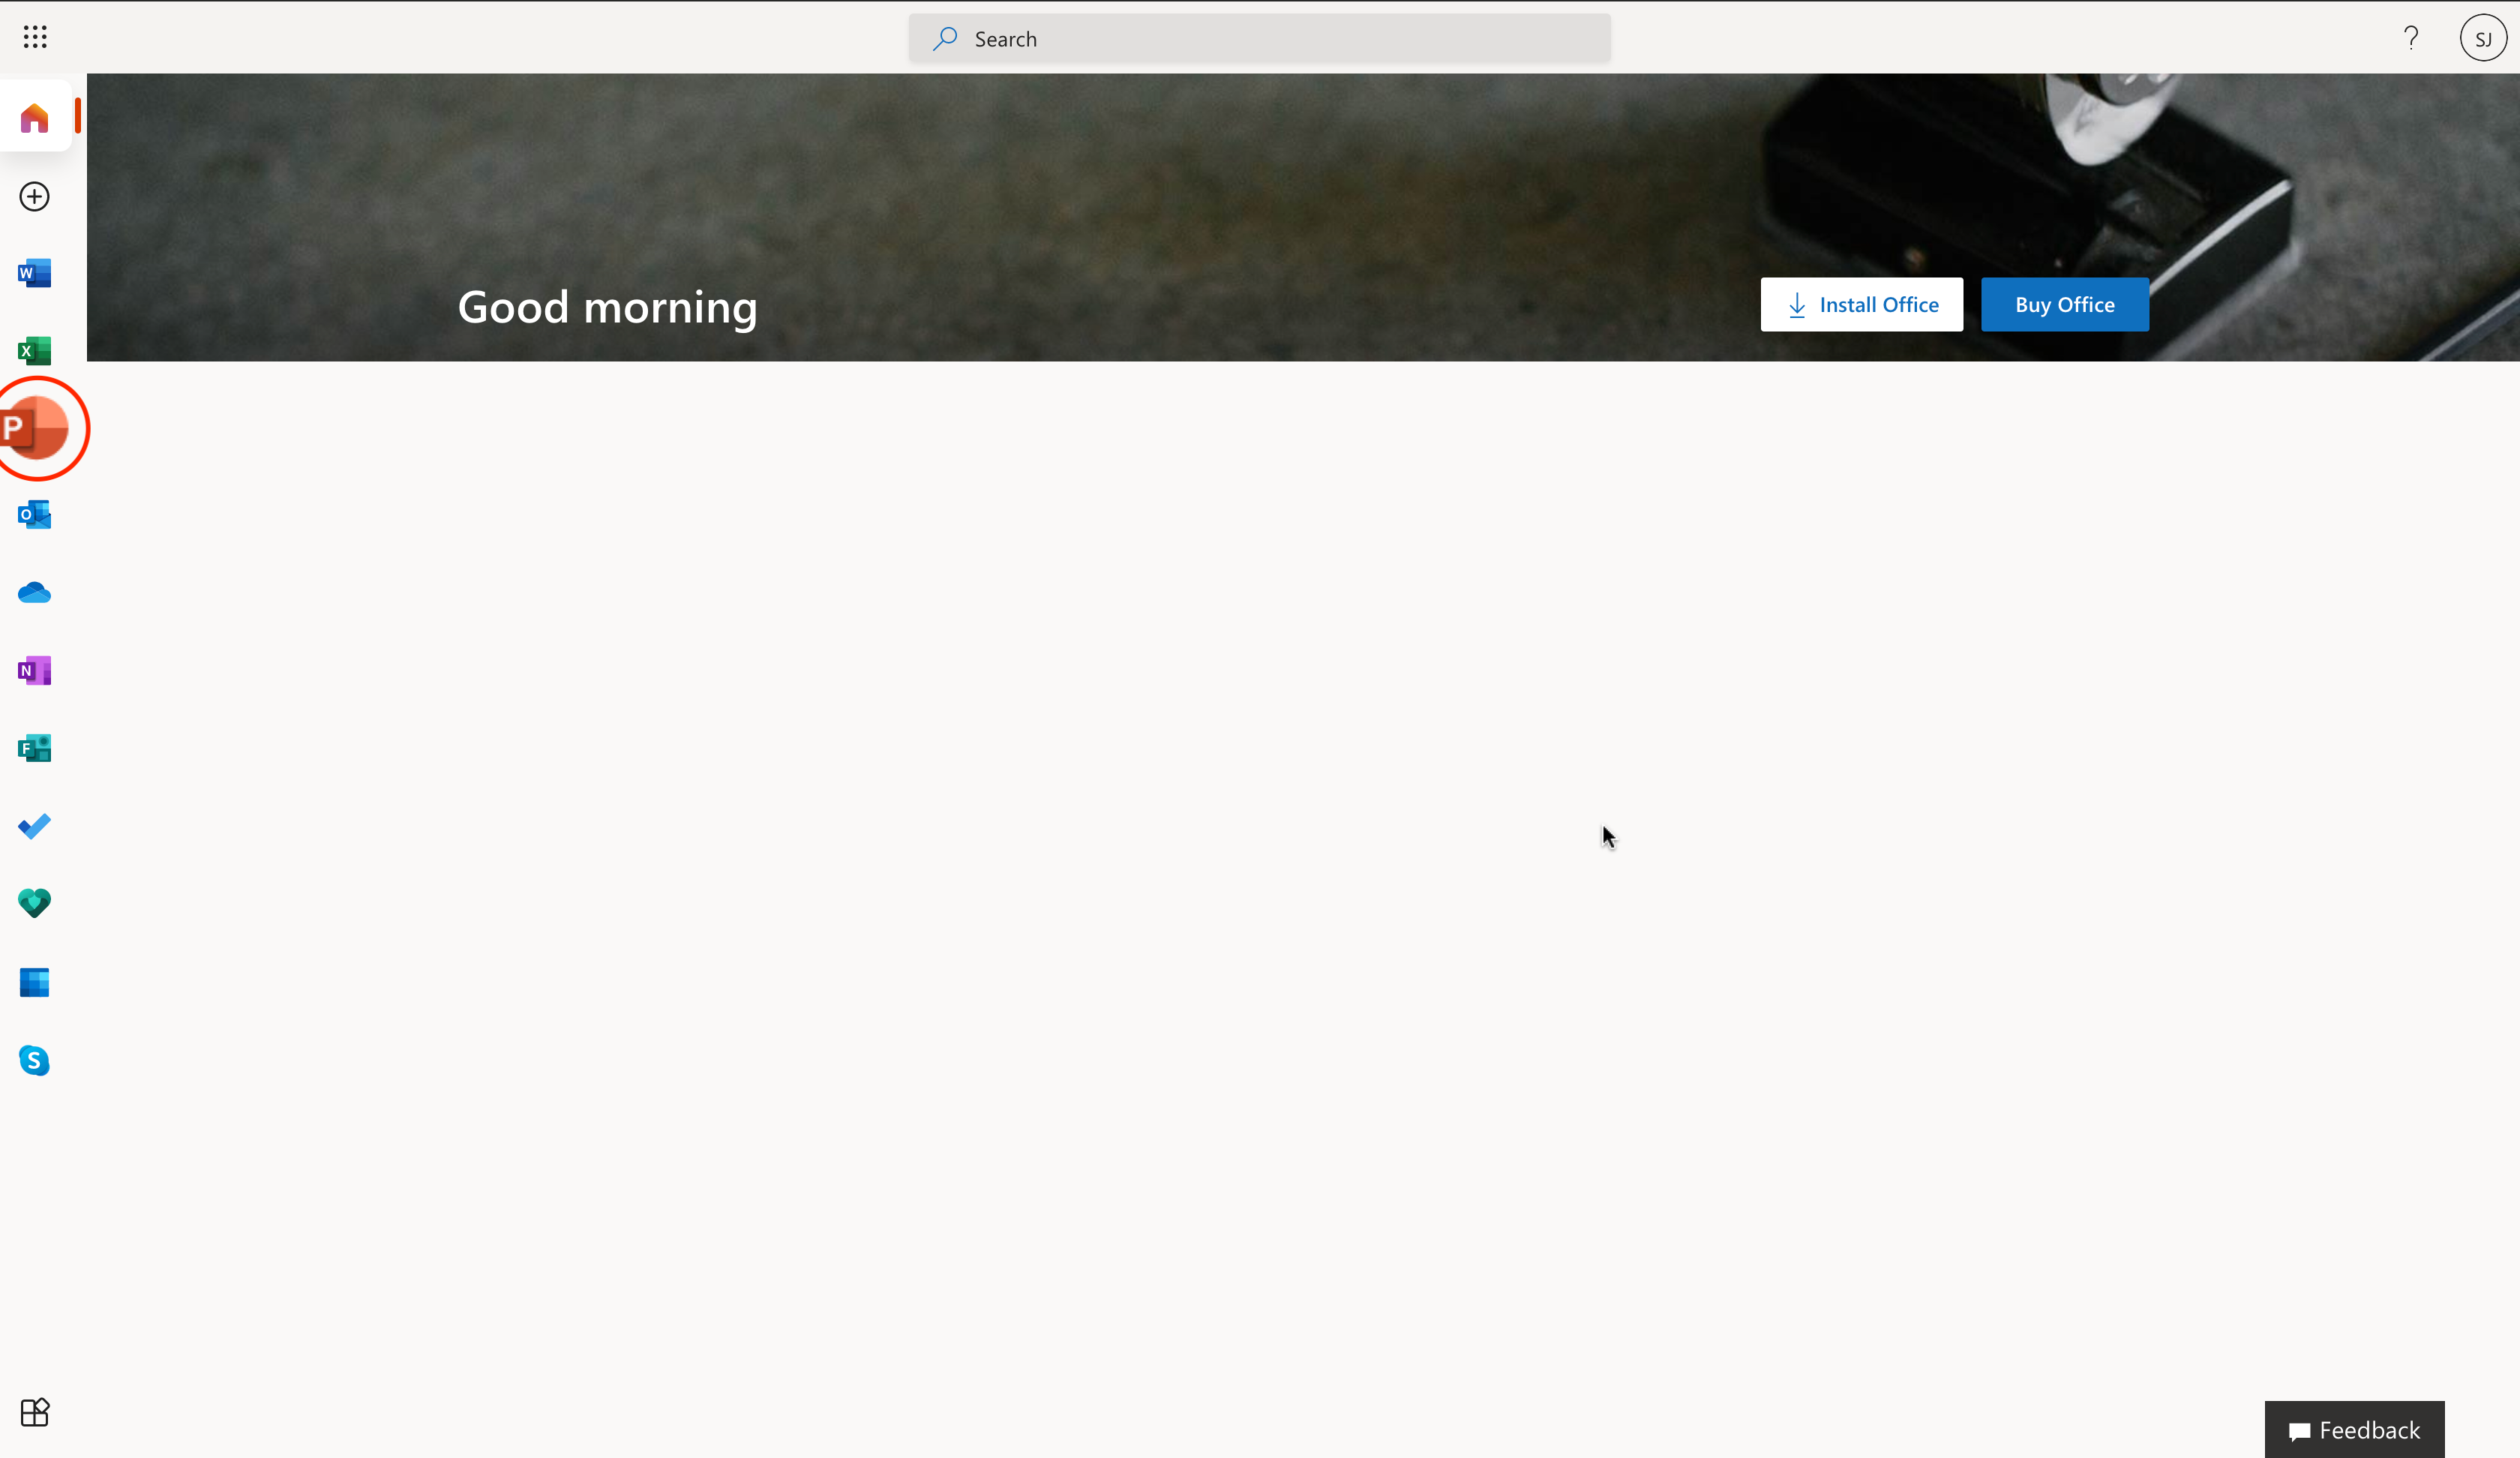 Search
?
SJ
Good morning
Install Office
Buy Office
W
X
P
O
N
F
S
Feedback